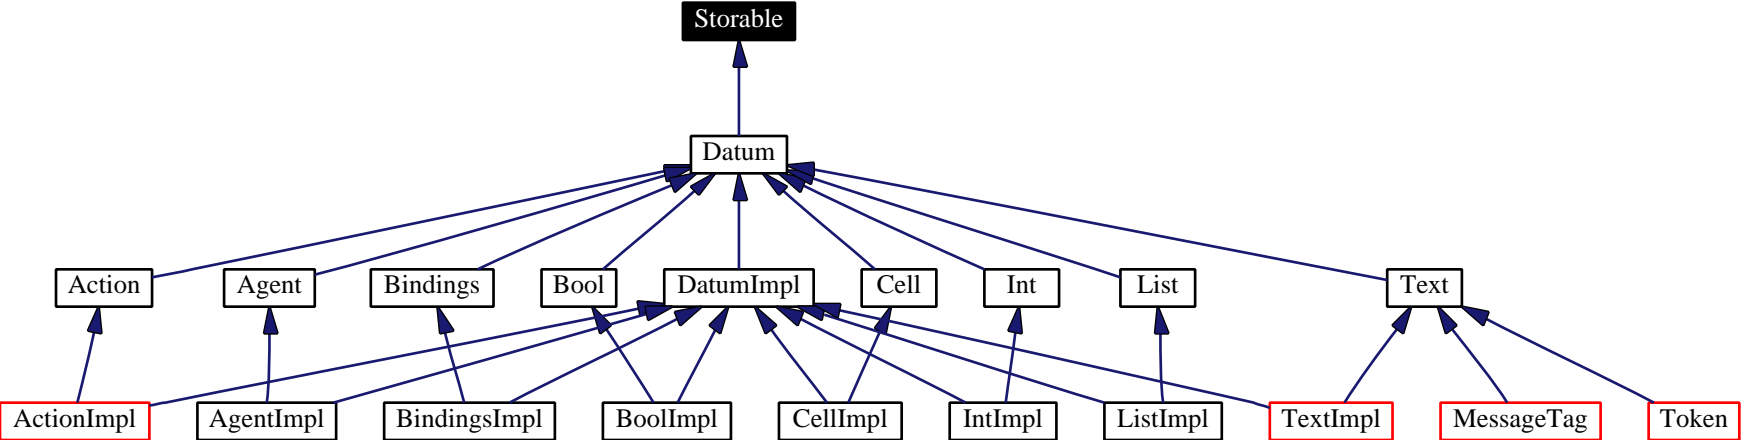 Storable
Datum
Action
Agent
Bindings
Bool
DatumImpl
Cell
Int
List
Text
ActionImpl
AgentImpl
BindingsImpl
BoolImpl
CellImpl
IntImpl
ListImpl
TextImpl
MessageTag
Token